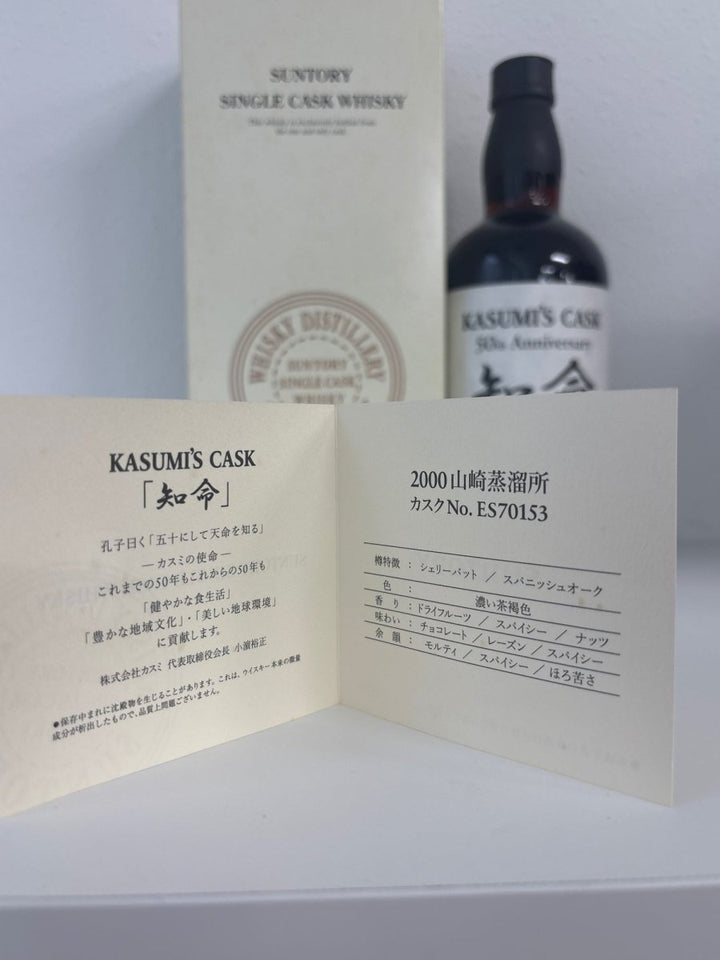 SUNTORY
SINGLE CASK WHISKY
WHISKY DISTILLERY
SUNTORY
SINGLE CASK
WHISKY
KASUMI'S CASK
50th Anniversary
知命
KASUMI'S CASK
「知命」
孔子曰く「五十にして天命を知る」
―カスミの使命―
これまでの50年もこれからの50年も
「健やかな食生活」
「豊かな地域文化」・「美しい地球環境」
に貢献します。
株式会社カスミ 代表取締役会長 小濵裕正
●保存中まれに沈殿物を生じることがあります。これは、ウイスキー本来の微量
成分が析出したもので、品質上問題ございません。
2000 山崎蒸溜所
カスク No. ES70153
樽特徴 : シェリーバット / スパニッシュオーク
色 : 濃い茶褐色
香り : ドライフルーツ / スパイシー / ナッツ
味わい : チョコレート / レーズン / スパイシー
余韻 : モルティ / スパイシー / ほろ苦さ